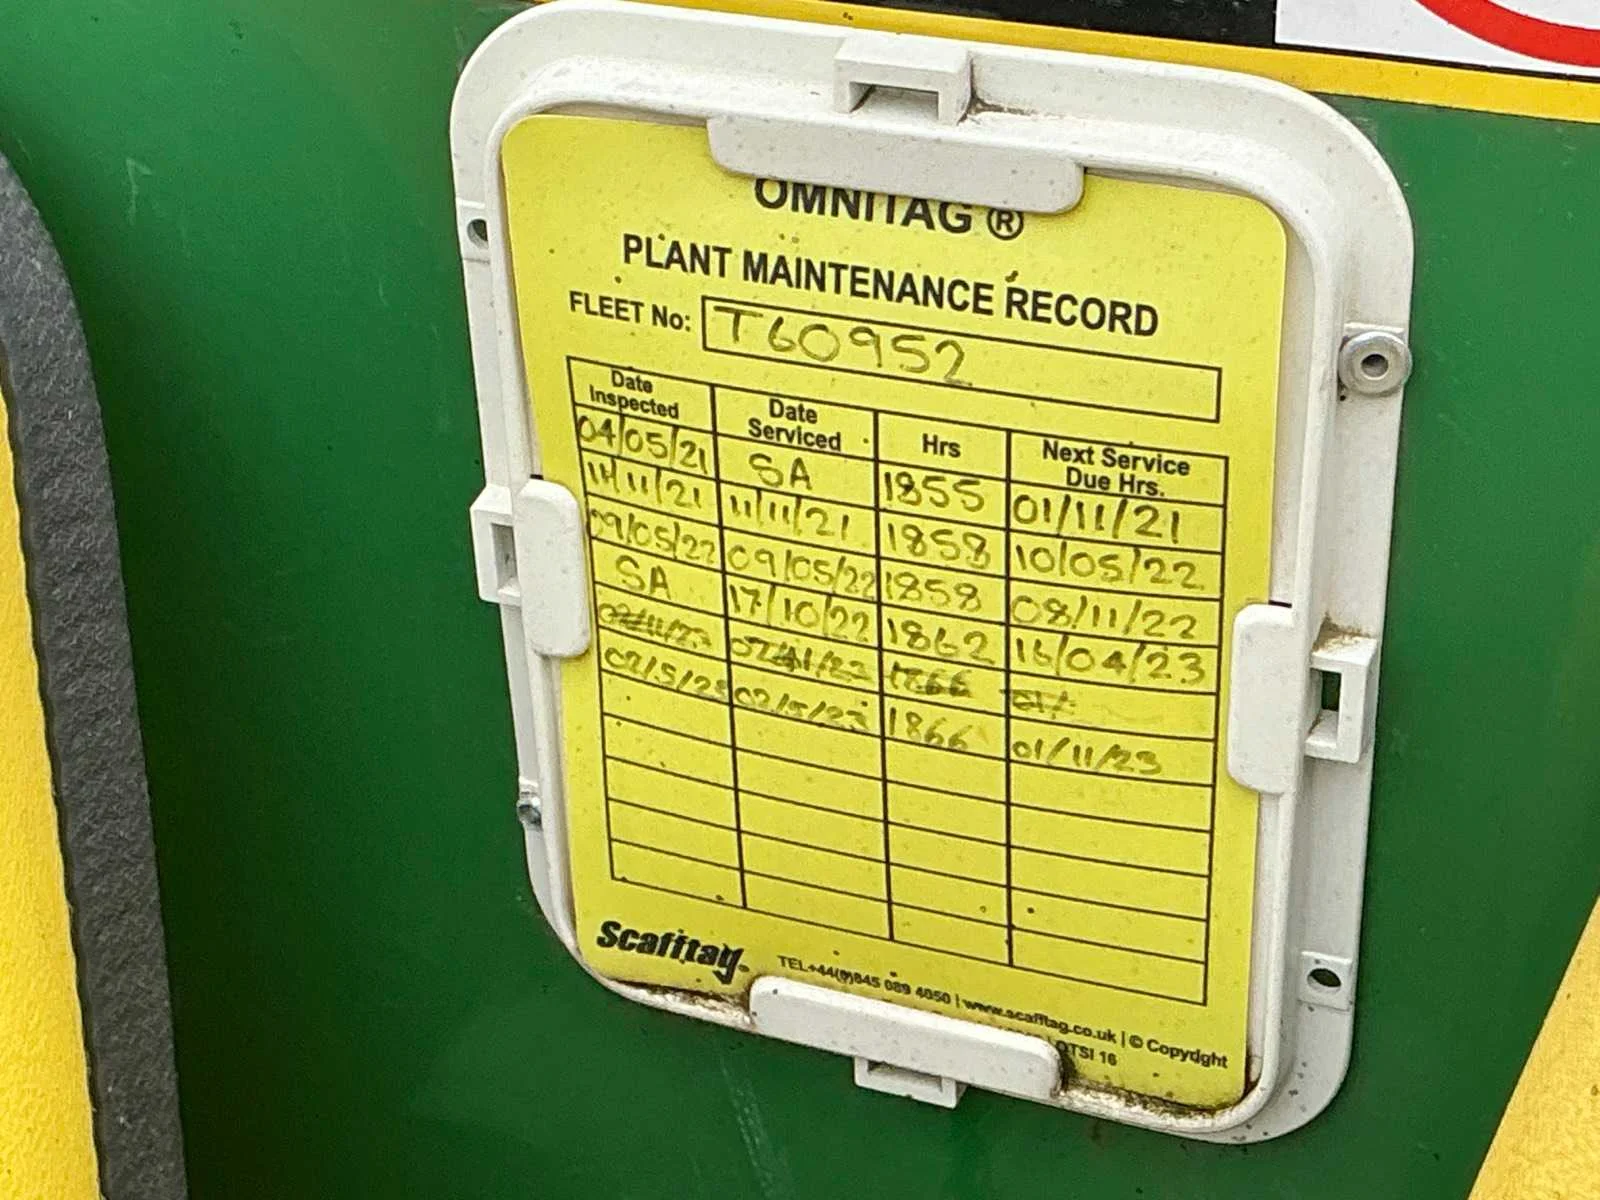 OMNITAG ®
PLANT MAINTENANCE RECORD
FLEET No: T60952
Date Inspected Date Serviced Hrs Next Service Due Hrs.
04/05/21 SA 1855 01/11/21
11/11/21 11/11/21 1858 10/05/22
09/05/22 09/05/22 1858 08/11/22
SA 17/10/22 1862 16/04/23
1866
02/5/23 02/5/23 1866 01/11/23
Scafftag
TEL+44(0)845 089 4050 | www.scafftag.co.uk | © Copyright
OTSI 16